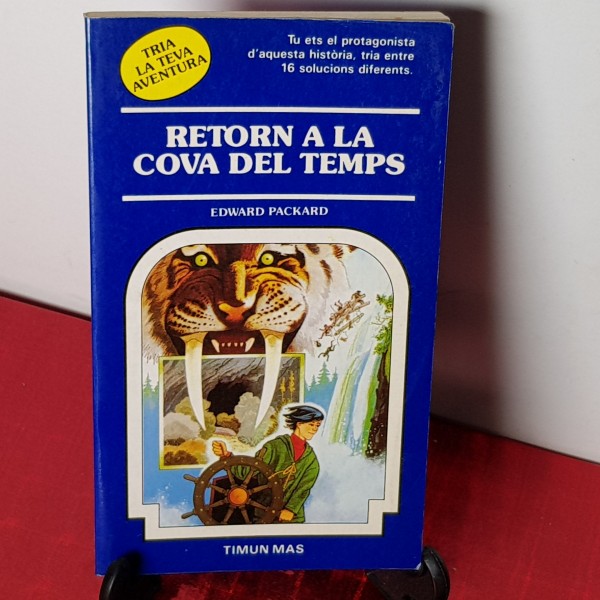 TRIA
LA TEVA
AVENTURA
Tu ets el protagonista
d'aquesta història, tria entre
16 solucions diferents.
RETORN A LA
COVA DEL TEMPS
EDWARD PACKARD
TIMUN MAS